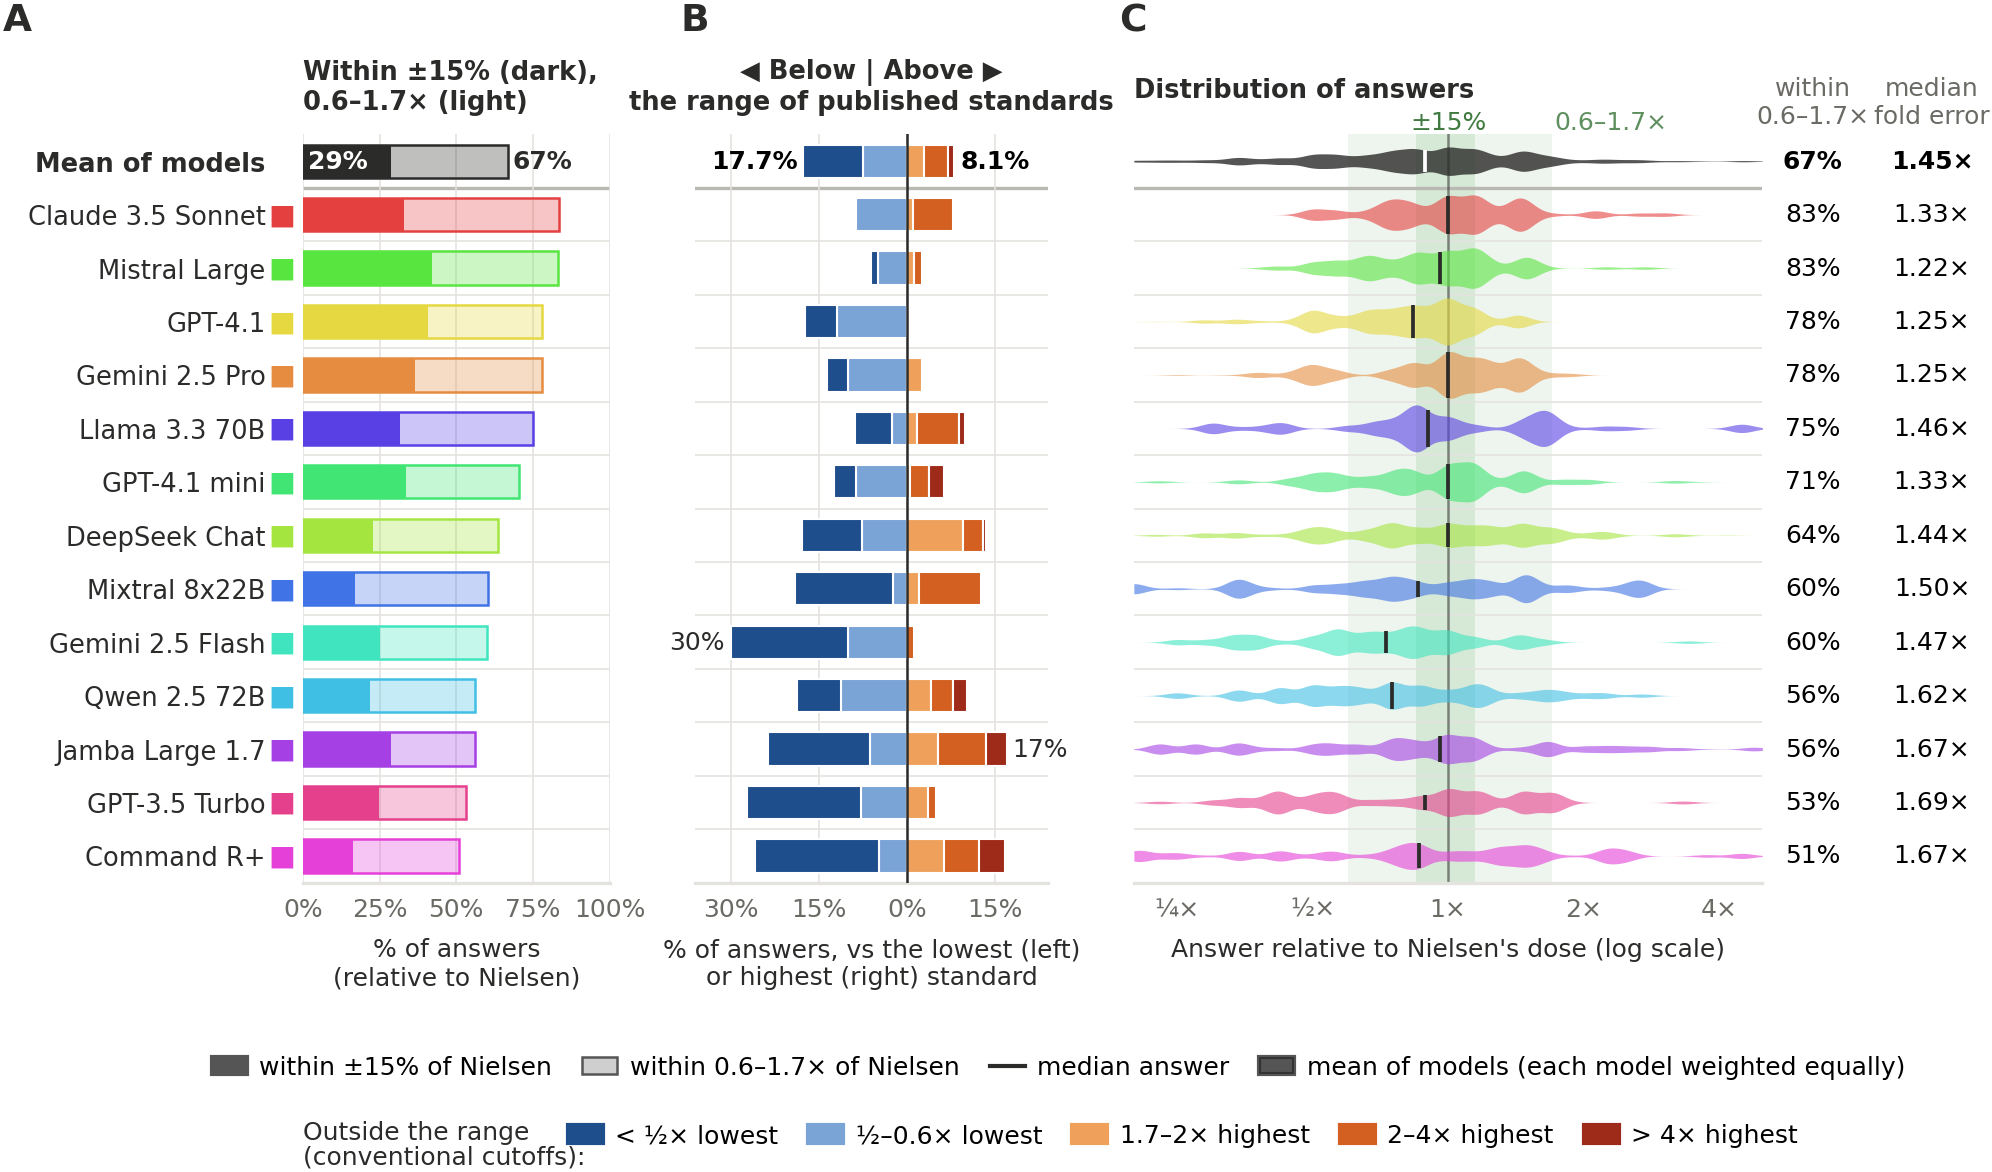 A
B
C
Within ±15% (dark),
0.6–1.7× (light)
◀ Below | Above ▶
the range of published standards
Distribution of answers
±15%
0.6–1.7×
within
0.6–1.7×
median
fold error
Mean of models
29%
67%
17.7%
8.1%
67%
1.45×
Claude 3.5 Sonnet
83%
1.33×
Mistral Large
83%
1.22×
GPT-4.1
78%
1.25×
Gemini 2.5 Pro
78%
1.25×
Llama 3.3 70B
75%
1.46×
GPT-4.1 mini
71%
1.33×
DeepSeek Chat
64%
1.44×
Mixtral 8x22B
60%
1.50×
Gemini 2.5 Flash
30%
60%
1.47×
Qwen 2.5 72B
56%
1.62×
Jamba Large 1.7
17%
56%
1.67×
GPT-3.5 Turbo
53%
1.69×
Command R+
51%
1.67×
0% 25% 50% 75% 100%
30% 15% 0% 15%
¼× ½× 1× 2× 4×
% of answers
(relative to Nielsen)
% of answers, vs the lowest (left)
or highest (right) standard
Answer relative to Nielsen's dose (log scale)
within ±15% of Nielsen
within 0.6–1.7× of Nielsen
median answer
mean of models (each model weighted equally)
Outside the range
(conventional cutoffs):
< ½× lowest
½–0.6× lowest
1.7–2× highest
2–4× highest
> 4× highest